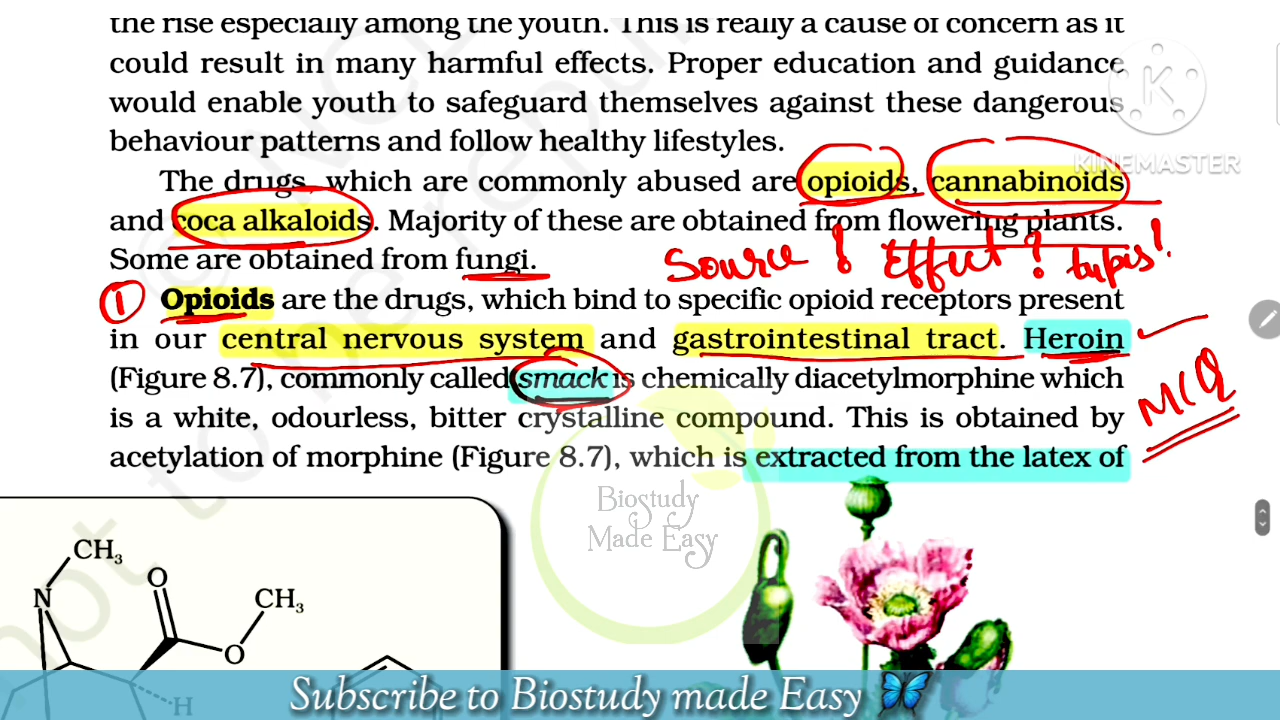 the rise especially among the youth. This is really a cause of concern as it
could result in many harmful effects. Proper education and guidance
would enable youth to safeguard themselves against these dangerous
behaviour patterns and follow healthy lifestyles.
KINEMASTER
The drugs, which are commonly abused are opioids, cannabinoids
and coca alkaloids. Majority of these are obtained from flowering plants.
Some are obtained from fungi.
Source ! Effect ? types !
① Opioids are the drugs, which bind to specific opioid receptors present
in our central nervous system and gastrointestinal tract. Heroin
(Figure 8.7), commonly called smack is chemically diacetylmorphine which
MCQ
is a white, odourless, bitter crystalline compound. This is obtained by
acetylation of morphine (Figure 8.7), which is extracted from the latex of
Biostudy
Made Easy
CH₃
O
N
CH₃
O
H
Subscribe to Biostudy made Easy 🦋